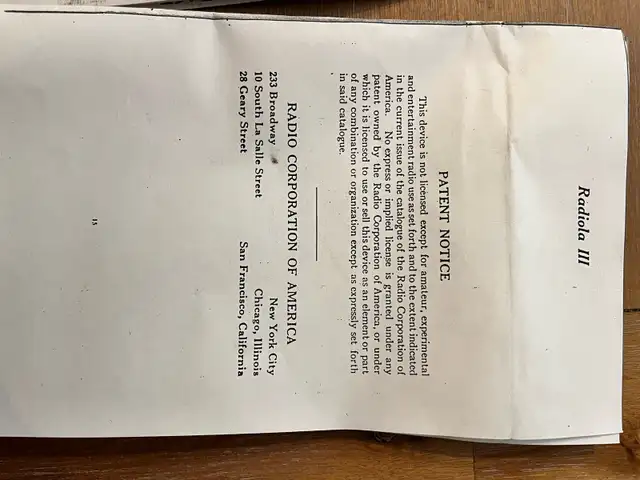 Radiola III
PATENT NOTICE
This device is not licensed except for amateur, experimental
and entertainment radio use as set forth and to the extent indicated
in the current issue of the catalogue of the Radio Corporation of
America. No express or implied license is granted under any
patent owned by the Radio Corporation of America, or under
which it is licensed to use or sell this device as an element or part
of any combination or organization except as expressly set forth
in said catalogue.
RADIO CORPORATION OF AMERICA
233 Broadway New York City
10 South La Salle Street Chicago, Illinois
28 Geary Street San Francisco, California
15